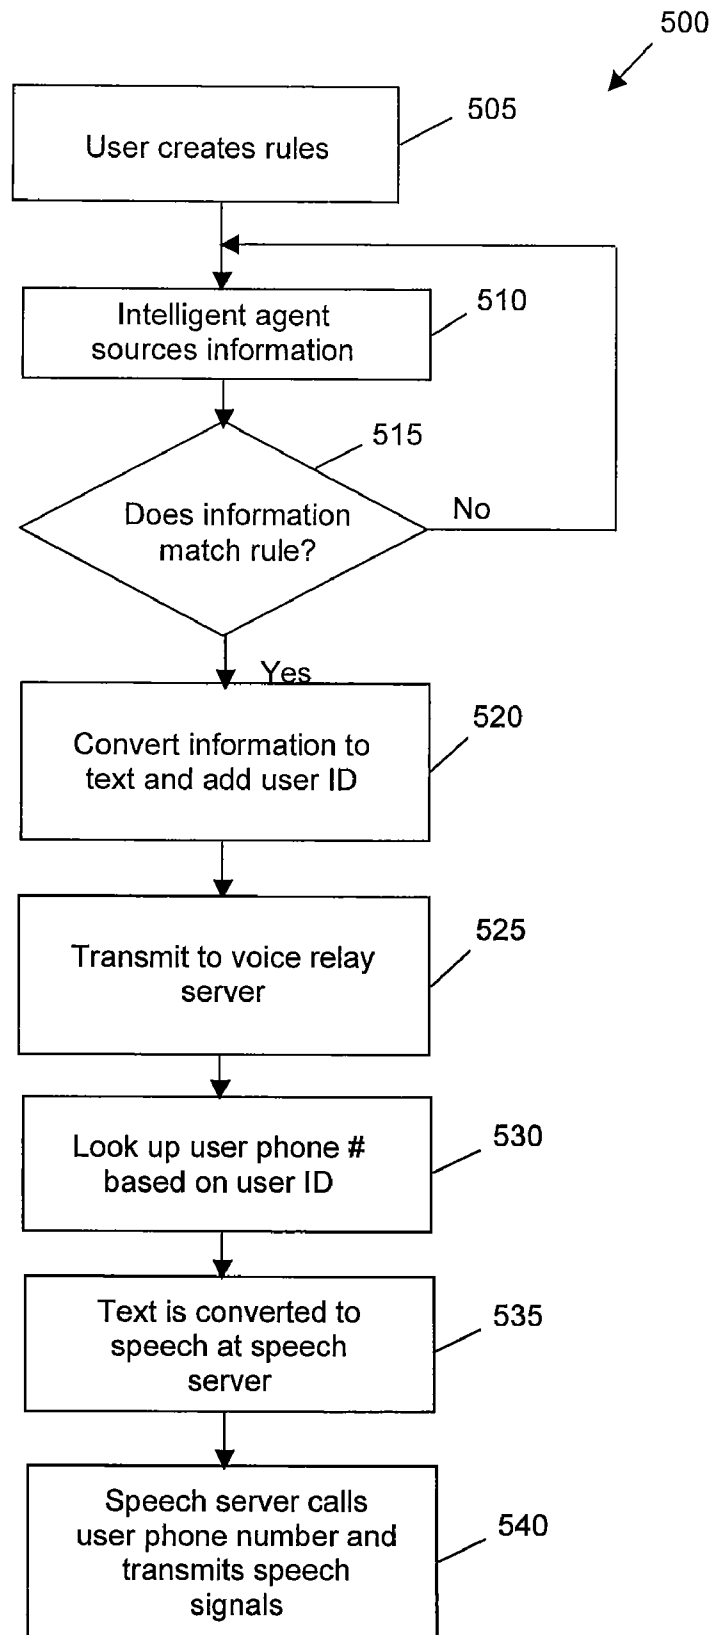 500
User creates rules
505
Intelligent agent
sources information
510
515
Does information
match rule?
No
Yes
Convert information to
text and add user ID
520
Transmit to voice relay
server
525
Look up user phone #
based on user ID
530
Text is converted to
speech at speech
server
535
Speech server calls
user phone number and
transmits speech
signals
540